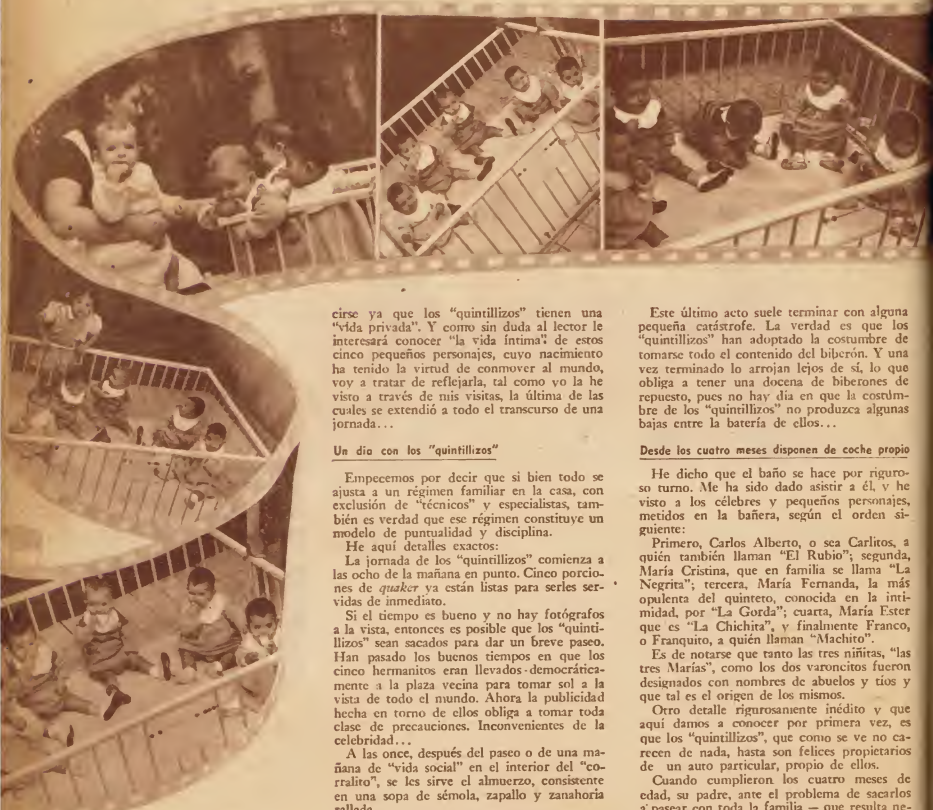 cirse ya que los "quintillizos" tienen una
"vida privada". Y como sin duda al lector le
interesará conocer "la vida íntima" de estos
cinco pequeños personajes, cuyo nacimiento
ha tenido la virtud de conmover al mundo,
voy a tratar de reflejarla, tal como yo la he
visto a través de mis visitas, la última de las
cuales se extendió a todo el transcurso de una
jornada...
Un día con los "quintillizos"
Empecemos por decir que si bien todo se
ajusta a un régimen familiar en la casa, con
exclusión de "técnicos" y especialistas, tam-
bién es verdad que ese régimen constituye un
modelo de puntualidad y disciplina.
He aquí detalles exactos:
La jornada de los "quintillizos" comienza a
las ocho de la mañana en punto. Cinco porcio-
nes de quaker ya están listas para serles ser-
vidas de inmediato.
Si el tiempo es bueno y no hay fotógrafos
a la vista, entonces es posible que los "quinti-
llizos" sean sacados para dar un breve paseo.
Han pasado los buenos tiempos en que los
cinco hermanitos eran llevados democrática-
mente a la plaza vecina para tomar sol a la
vista de todo el mundo. Ahora la publicidad
hecha en torno de ellos obliga a tomar toda
clase de precauciones. Inconvenientes de la
celebridad...
A las once, después del paseo o de una ma-
ñana de "vida social" en el interior del "co-
rralito", se les sirve el almuerzo, consistente
en una sopa de sémola, zapallo y zanahoria
Este último acto suele terminar con alguna
pequeña catástrofe. La verdad es que los
"quintillizos" han adoptado la costumbre de
tomarse todo el contenido del biberón. Y una
vez terminado lo arrojan lejos de sí, lo que
obliga a tener una docena de biberones de
repuesto, pues no hay día en que la costum-
bre de los "quintillizos" no produzca algunas
bajas entre la batería de ellos...
Desde los cuatro meses disponen de coche propio
He dicho que el baño se hace por riguro-
so turno. Me ha sido dado asistir a él, y he
visto a los célebres y pequeños personajes,
metidos en la bañera, según el orden si-
guiente:
Primero, Carlos Alberto, o sea Carlitos, a
quién también llaman "El Rubio"; segunda,
María Cristina, que en familia se llama "La
Negrita"; tercera, María Fernanda, la más
opulenta del quinteto, conocida en la inti-
midad, por "La Gorda"; cuarta, María Ester
que es "La Chichita", y finalmente Franco,
o Franquito, a quién llaman "Machito".
Es de notarse que tanto las tres niñitas, "las
tres Marías", como los dos varoncitos fueron
designados con nombres de abuelos y tíos y
que tal es el origen de los mismos.
Otro detalle rigurosamente inédito y que
aquí damos a conocer por primera vez, es
que los "quintillizos", que como se ve no ca-
recen de nada, hasta son felices propietarios
de un auto particular, propio de ellos.
Cuando cumplieron los cuatro meses de
edad, su padre, ante el problema de sacarlos
a pasear con toda la familia — que resulta ne-